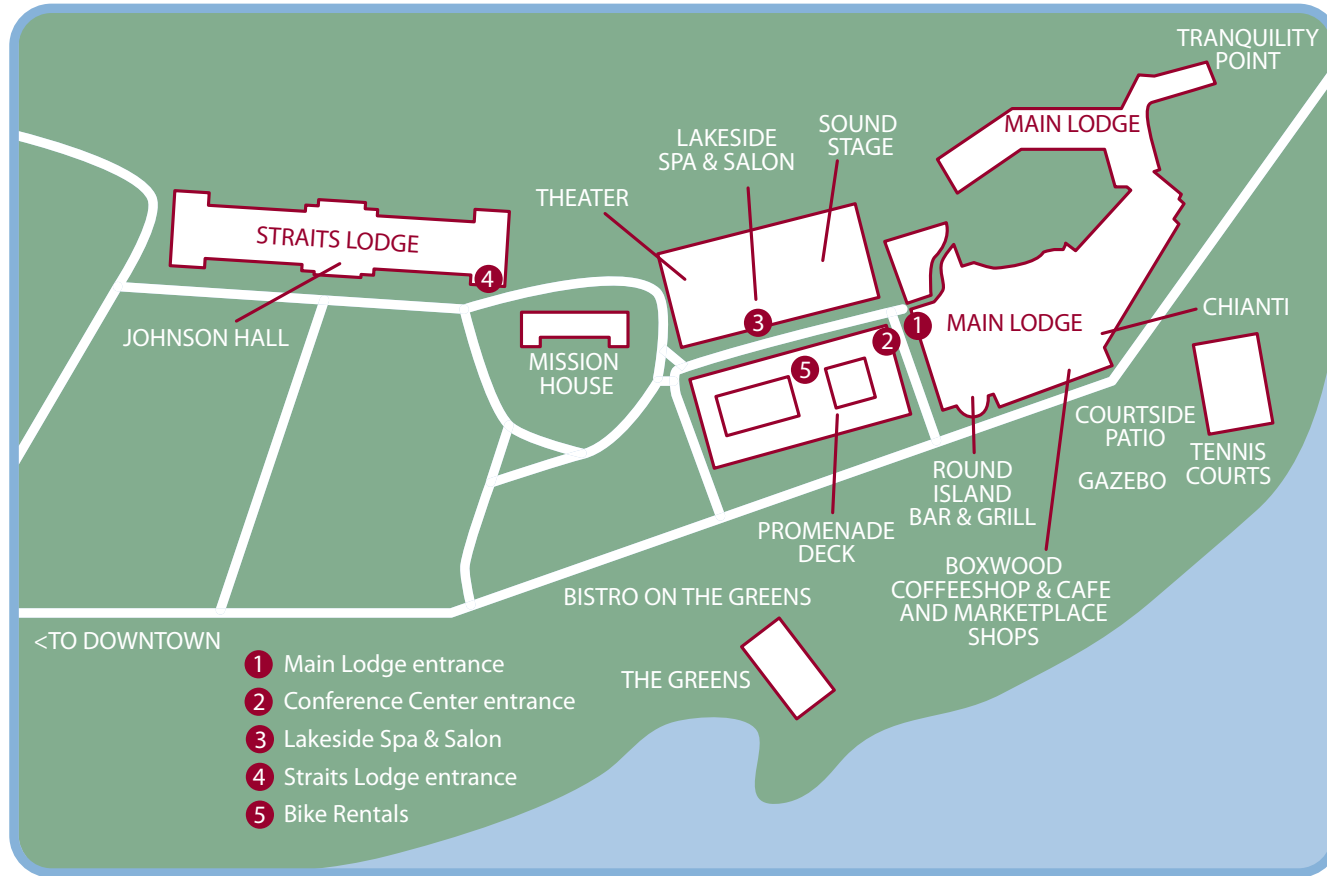 TRANQUILITY
POINT
MAIN LODGE
SOUND
STAGE
LAKESIDE
SPA & SALON
THEATER
STRAITS LODGE
4
JOHNSON HALL
MISSION
HOUSE
3
5
2
1
MAIN LODGE
CHIANTI
COURTSIDE
PATIO
TENNIS
COURTS
GAZEBO
ROUND
ISLAND
BAR & GRILL
PROMENADE
DECK
BOXWOOD
COFFEESHOP & CAFE
AND MARKETPLACE
SHOPS
BISTRO ON THE GREENS
THE GREENS
<TO DOWNTOWN
1 Main Lodge entrance
2 Conference Center entrance
3 Lakeside Spa & Salon
4 Straits Lodge entrance
5 Bike Rentals